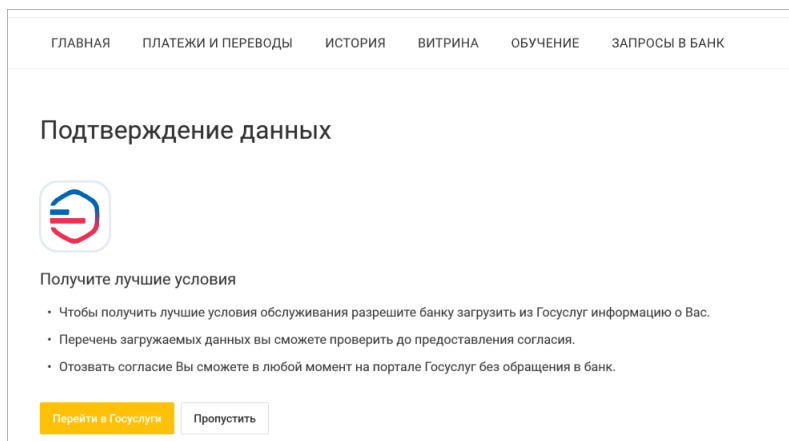 ГЛАВНАЯ ПЛАТЕЖИ И ПЕРЕВОДЫ ИСТОРИЯ ВИТРИНА ОБУЧЕНИЕ ЗАПРОСЫ В БАНК
Подтверждение данных
Получите лучшие условия
• Чтобы получить лучшие условия обслуживания разрешите банку загрузить из Госуслуг информацию о Вас.
• Перечень загружаемых данных вы сможете проверить до предоставления согласия.
• Отозвать согласие Вы сможете в любой момент на портале Госуслуг без обращения в банк.
Перейти в Госуслуги Пропустить